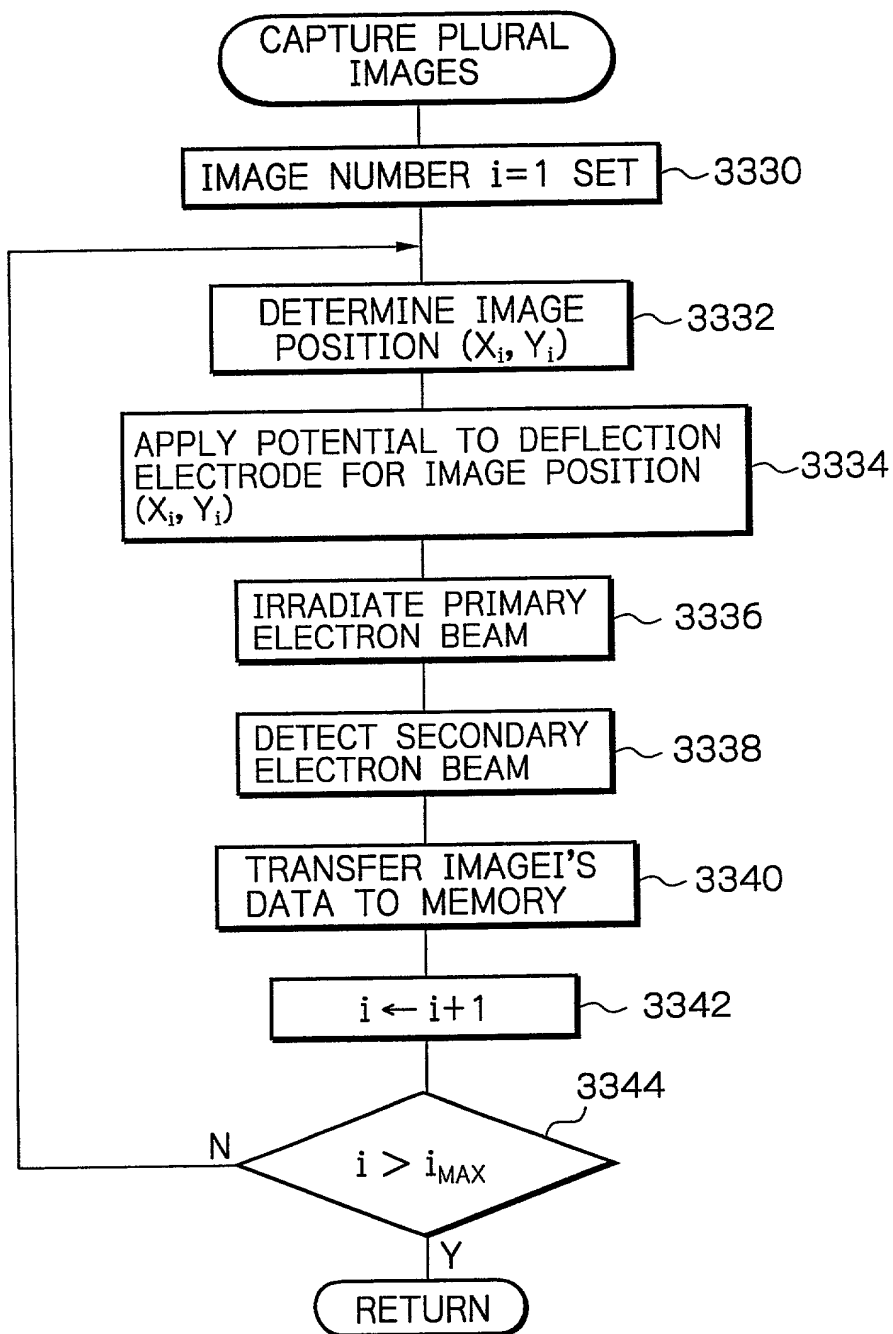 CAPTURE PLURAL
IMAGES
IMAGE NUMBER i=1 SET
3330
DETERMINE IMAGE
POSITION (Xi, Yi)
3332
APPLY POTENTIAL TO DEFLECTION
ELECTRODE FOR IMAGE POSITION
(Xi, Yi)
3334
IRRADIATE PRIMARY
ELECTRON BEAM
3336
DETECT SECONDARY
ELECTRON BEAM
3338
TRANSFER IMAGEI'S
DATA TO MEMORY
3340
i ← i+1
3342
3344
N
i > iMAX
Y
RETURN